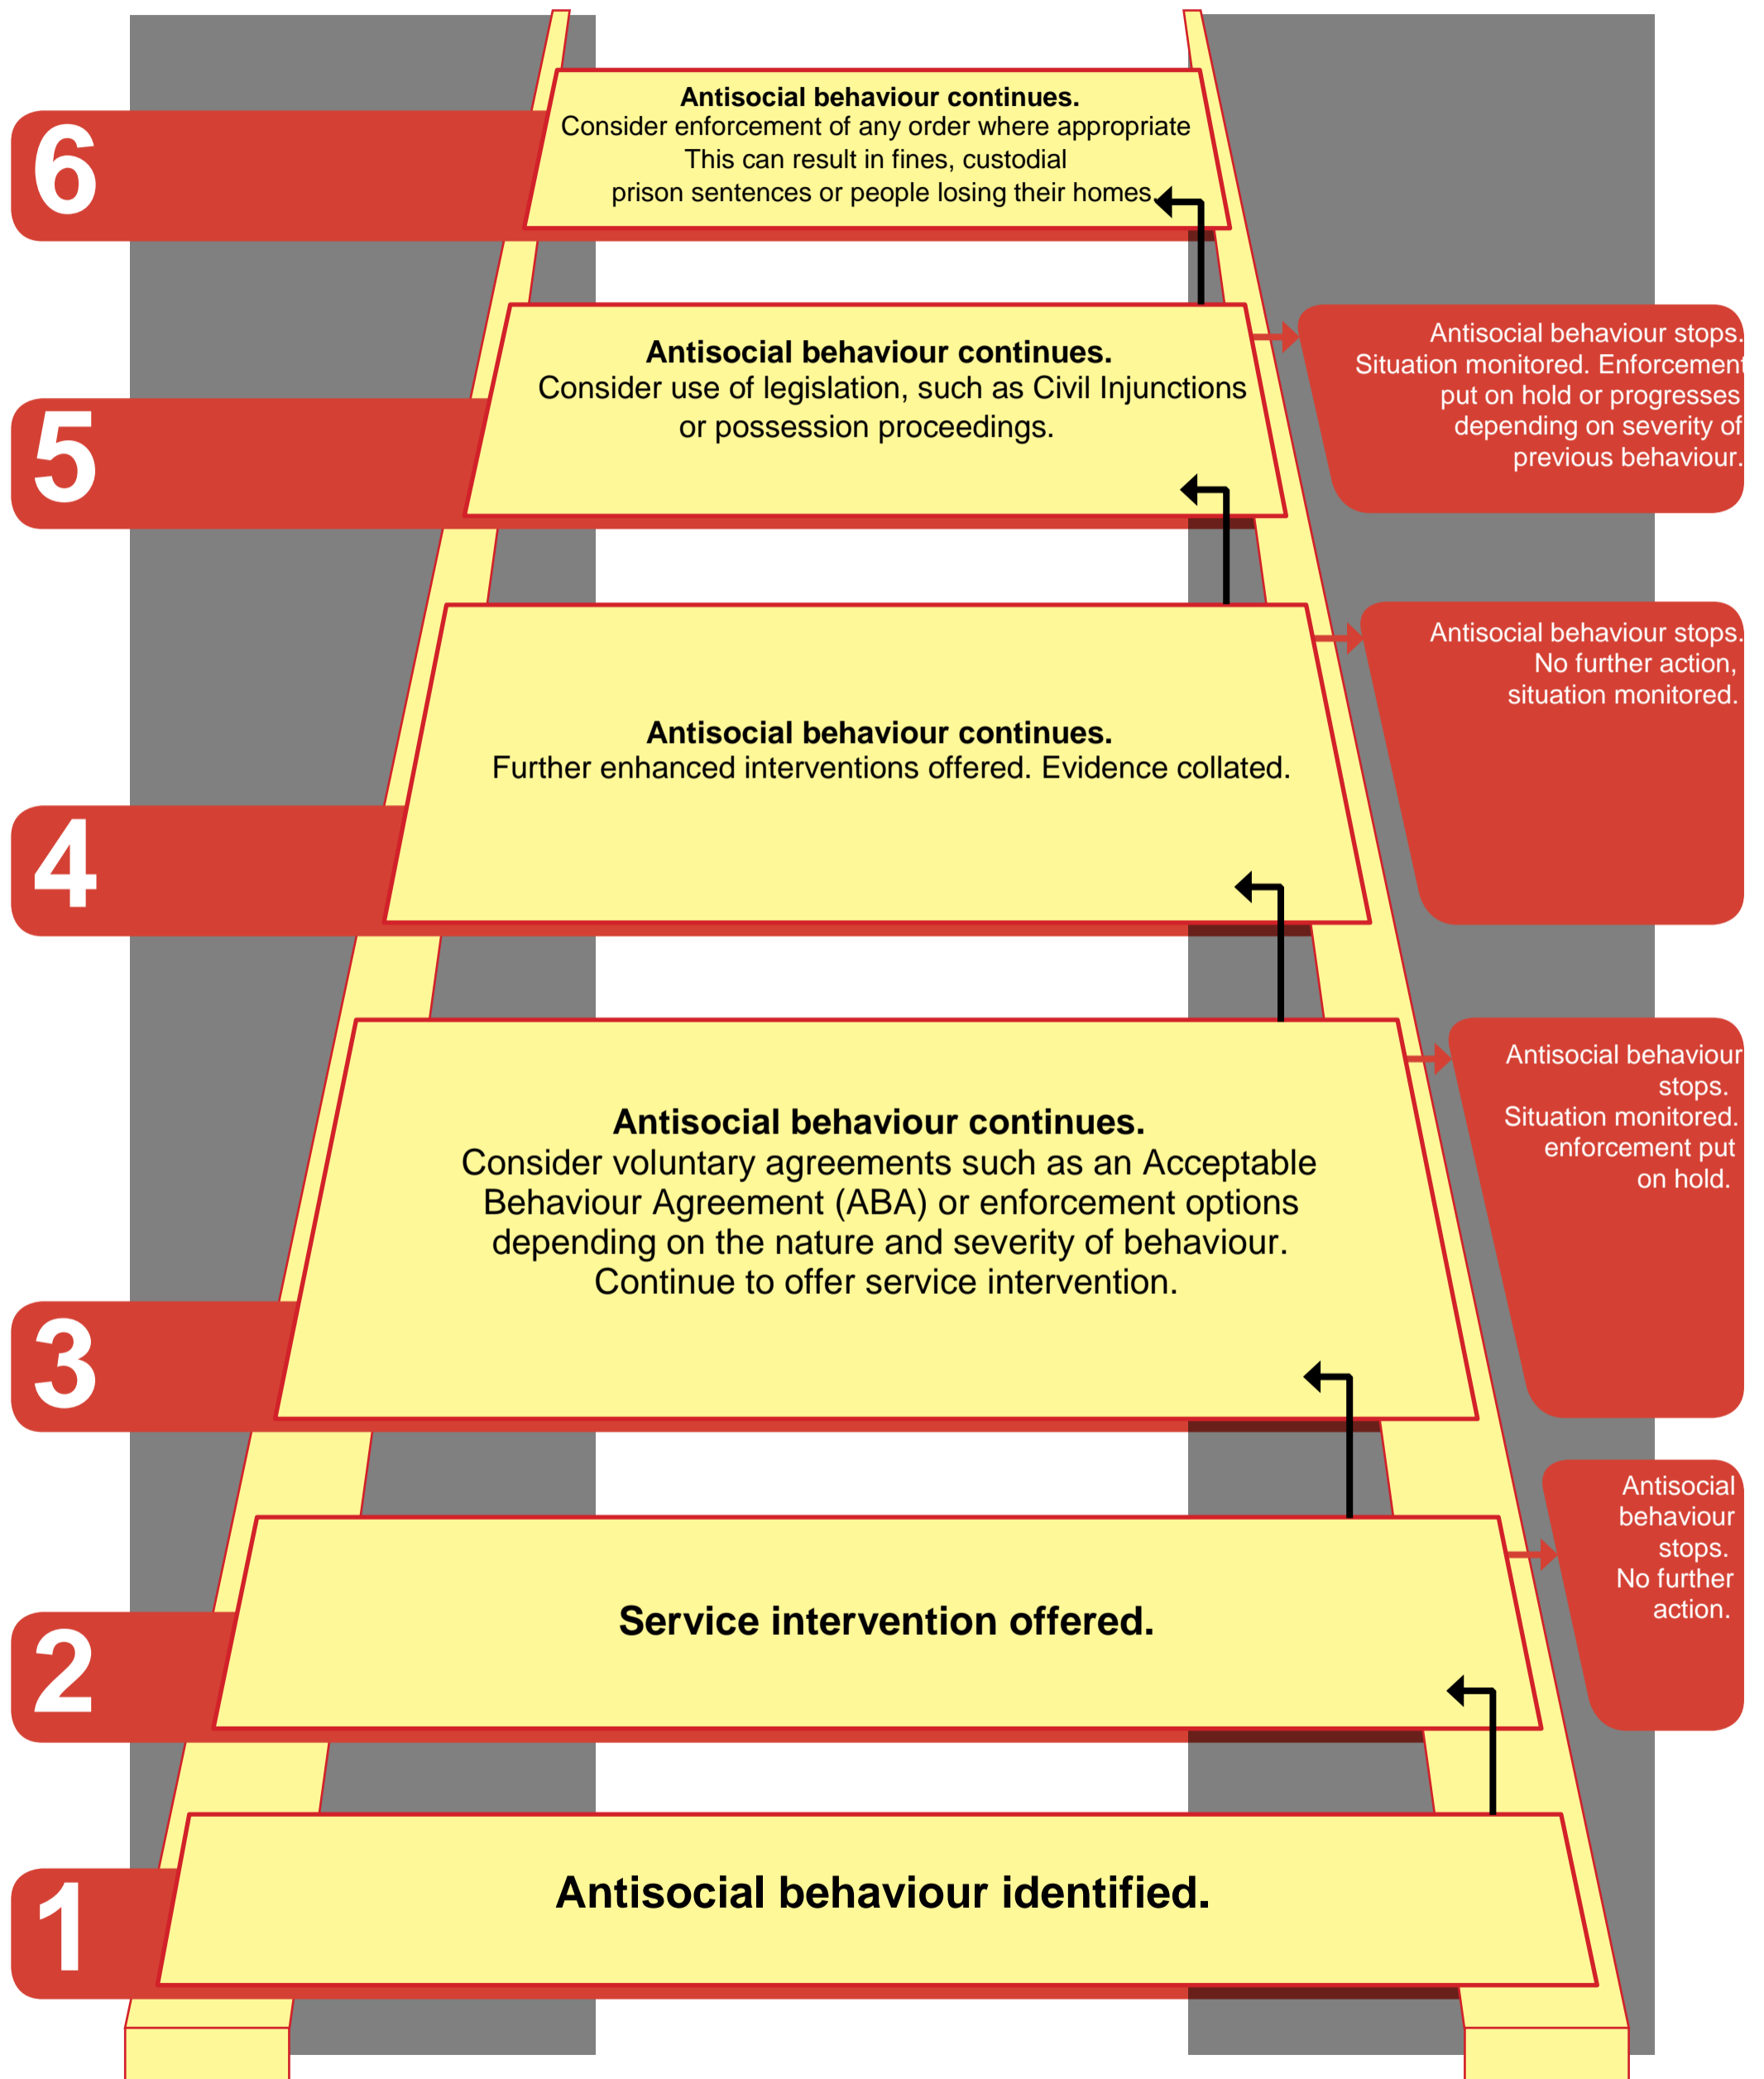 6
Antisocial behaviour continues.
Consider enforcement of any order where appropriate
This can result in fines, custodial
prison sentences or people losing their homes.
5
Antisocial behaviour continues.
Consider use of legislation, such as Civil Injunctions
or possession proceedings.
Antisocial behaviour stops.
Situation monitored. Enforcement
put on hold or progresses
depending on severity of
previous behaviour.
4
Antisocial behaviour continues.
Further enhanced interventions offered. Evidence collated.
Antisocial behaviour stops.
No further action,
situation monitored.
3
Antisocial behaviour continues.
Consider voluntary agreements such as an Acceptable
Behaviour Agreement (ABA) or enforcement options
depending on the nature and severity of behaviour.
Continue to offer service intervention.
Antisocial behaviour
stops.
Situation monitored.
enforcement put
on hold.
2
Service intervention offered.
Antisocial
behaviour
stops.
No further
action.
1
Antisocial behaviour identified.